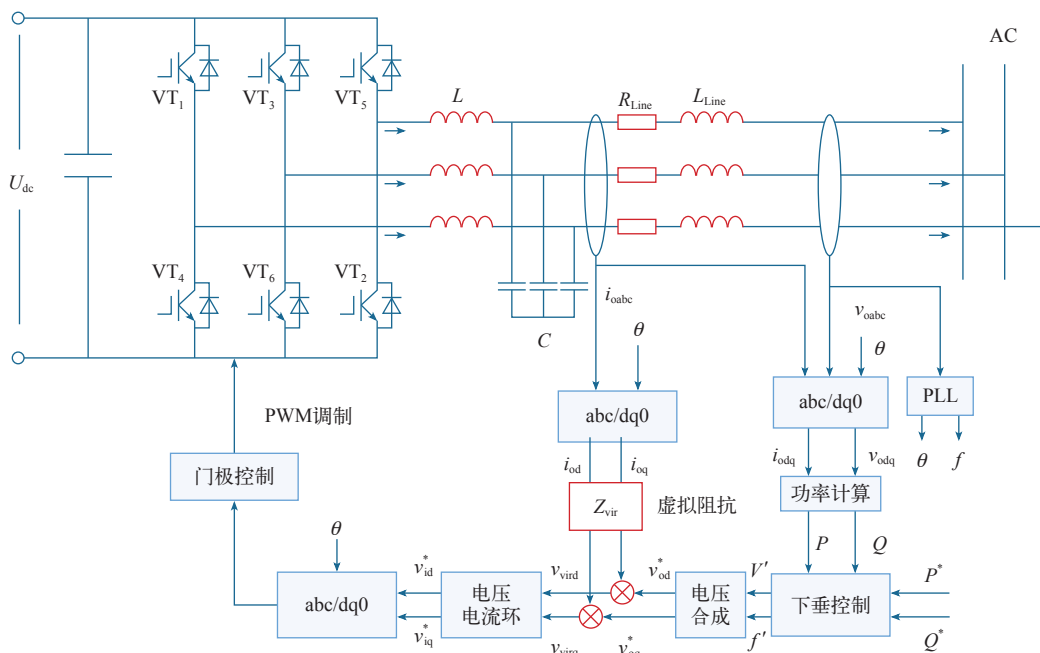 AC
L
R_Line
L_Line
VT₁
VT₃
VT₅
U_dc
VT₄
VT₆
VT₂
i_oabc
v_oabc
C
θ
θ
abc/dq0
abc/dq0
PLL
PWM调制
i_od
i_oq
i_odq
v_odq
θ
f
门极控制
Z_vir
虚拟阻抗
功率计算
P
Q
θ
v*_id
v_vird
v*_od
V′
P*
abc/dq0
电压
电流环
电压
合成
下垂控制
v*_iq
f′
Q*